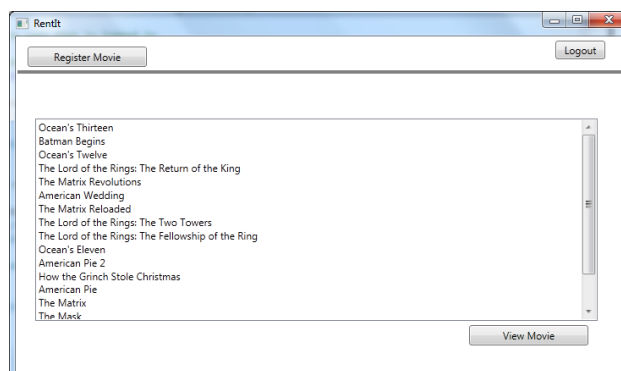 RentIt
Register Movie
Logout
Ocean's Thirteen
Batman Begins
Ocean's Twelve
The Lord of the Rings: The Return of the King
The Matrix Revolutions
American Wedding
The Matrix Reloaded
The Lord of the Rings: The Two Towers
The Lord of the Rings: The Fellowship of the Ring
Ocean's Eleven
American Pie 2
How the Grinch Stole Christmas
American Pie
The Matrix
The Mask
View Movie